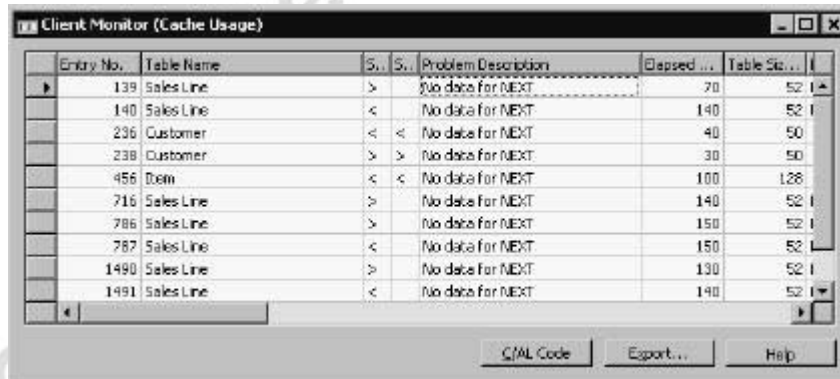 Client Monitor (Cache Usage)
Entry No. Table Name S.. S.. Problem Description Elapsed ... Table Siz...
139 Sales Line > No data for NEXT 70 52
140 Sales Line < No data for NEXT 140 52
236 Customer < < No data for NEXT 40 50
238 Customer > > No data for NEXT 30 50
456 Item < < No data for NEXT 100 128
716 Sales Line > No data for NEXT 140 52
786 Sales Line > No data for NEXT 150 52
787 Sales Line < No data for NEXT 150 52
1490 Sales Line > No data for NEXT 130 52
1491 Sales Line < No data for NEXT 140 52
C/AL Code Export... Help